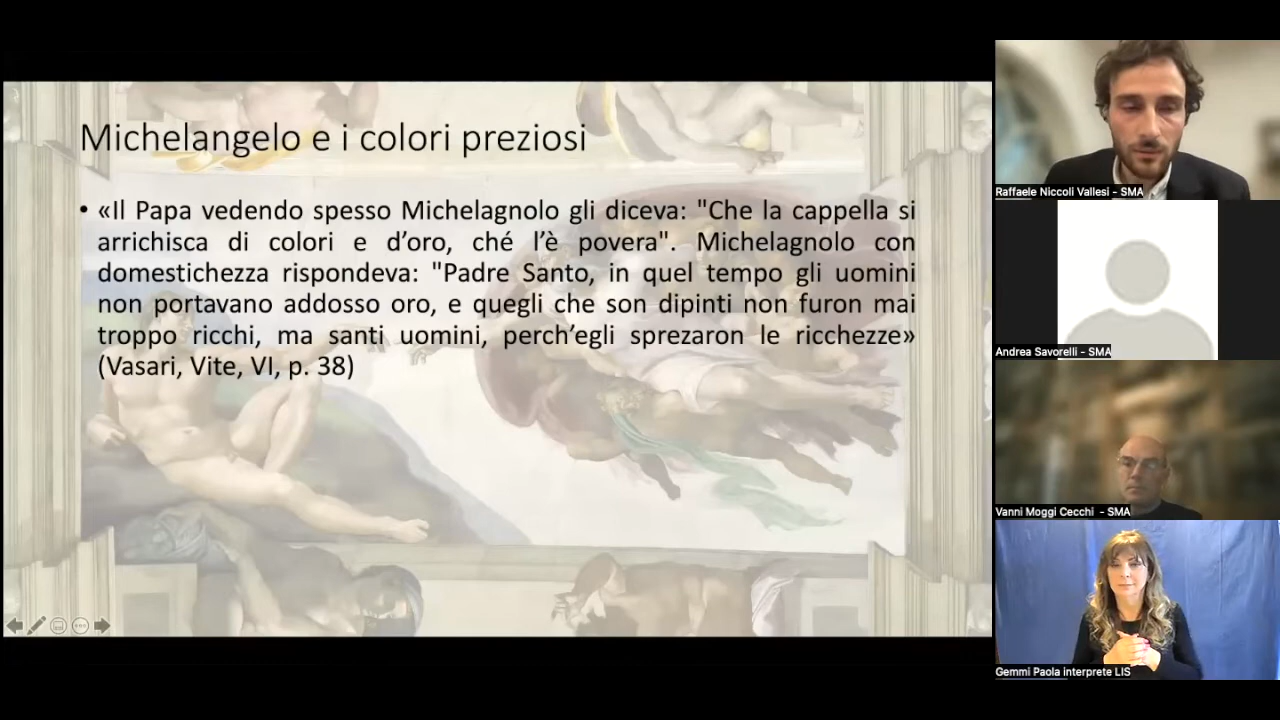 Michelangelo e i colori preziosi
• «Il Papa vedendo spesso Michelagnolo gli diceva: "Che la cappella si
arrichisca di colori e d’oro, ché l’è povera". Michelagnolo con
domestichezza rispondeva: "Padre Santo, in quel tempo gli uomini
non portavano addosso oro, e quegli che son dipinti non furon mai
troppo ricchi, ma santi uomini, perch’egli sprezaron le ricchezze»
(Vasari, Vite, VI, p. 38)
Raffaele Niccoli Vallesi - SMA
Andrea Savorelli - SMA
Vanni Moggi Cecchi - SMA
Gemmi Paola interprete LIS